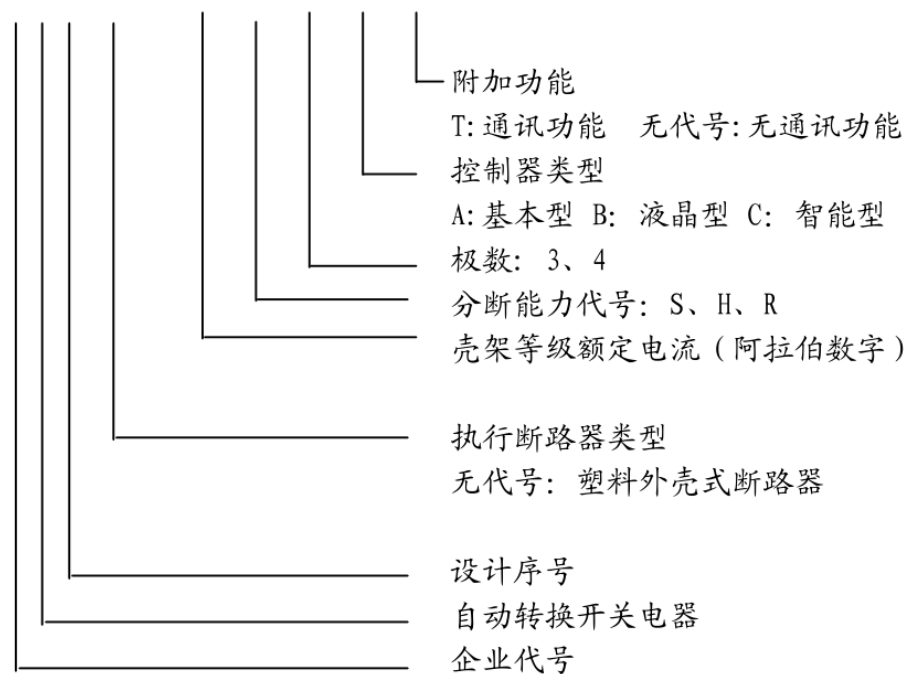 附加功能
T:通讯功能 无代号:无通讯功能
控制器类型
A:基本型 B: 液晶型 C: 智能型
极数: 3、4
分断能力代号: S、H、R
壳架等级额定电流(阿拉伯数字)
执行断路器类型
无代号: 塑料外壳式断路器
设计序号
自动转换开关电器
企业代号